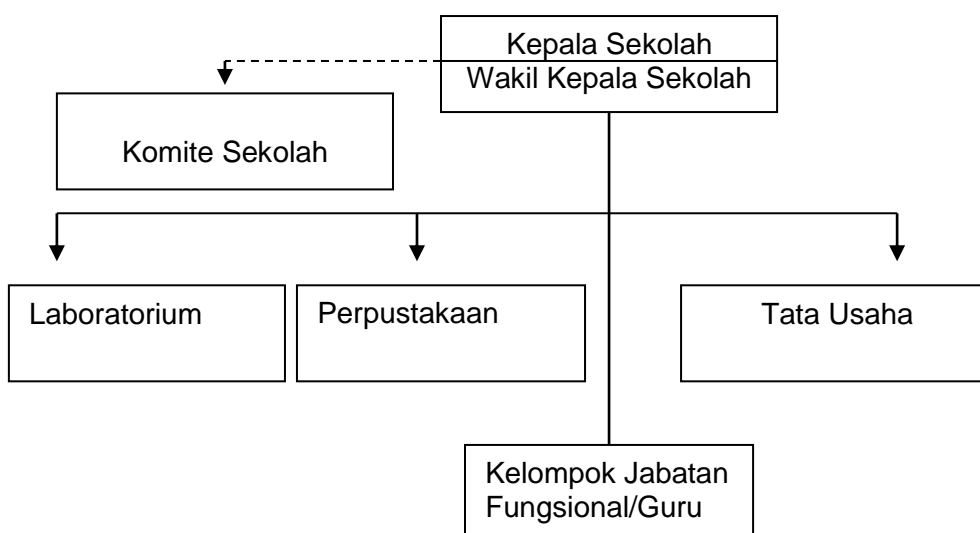 Kepala Sekolah
Wakil Kepala Sekolah
Komite Sekolah
Laboratorium
Perpustakaan
Tata Usaha
Kelompok Jabatan
Fungsional/Guru